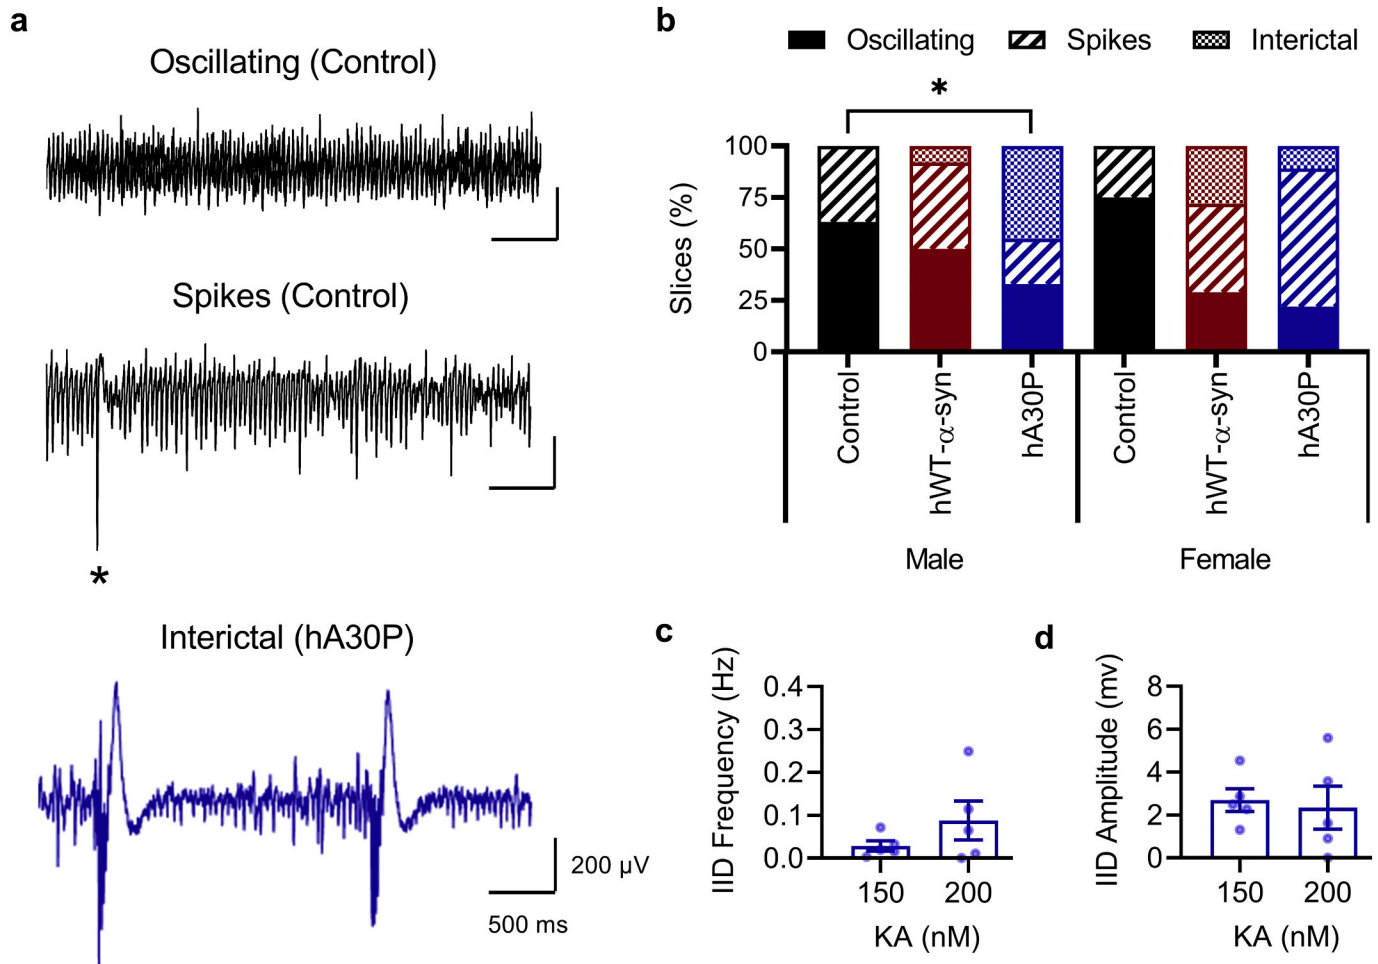 a
Oscillating (Control)
Spikes (Control)
*
Interictal (hA30P)
200 µV
500 ms
b
Oscillating Spikes Interictal
*
Slices (%)
100
75
50
25
0
Control hWT-α-syn hA30P Control hWT-α-syn hA30P
Male Female
c
IID Frequency (Hz)
0.4
0.3
0.2
0.1
0.0
150 200
KA (nM)
d
IID Amplitude (mv)
8
6
4
2
0
150 200
KA (nM)